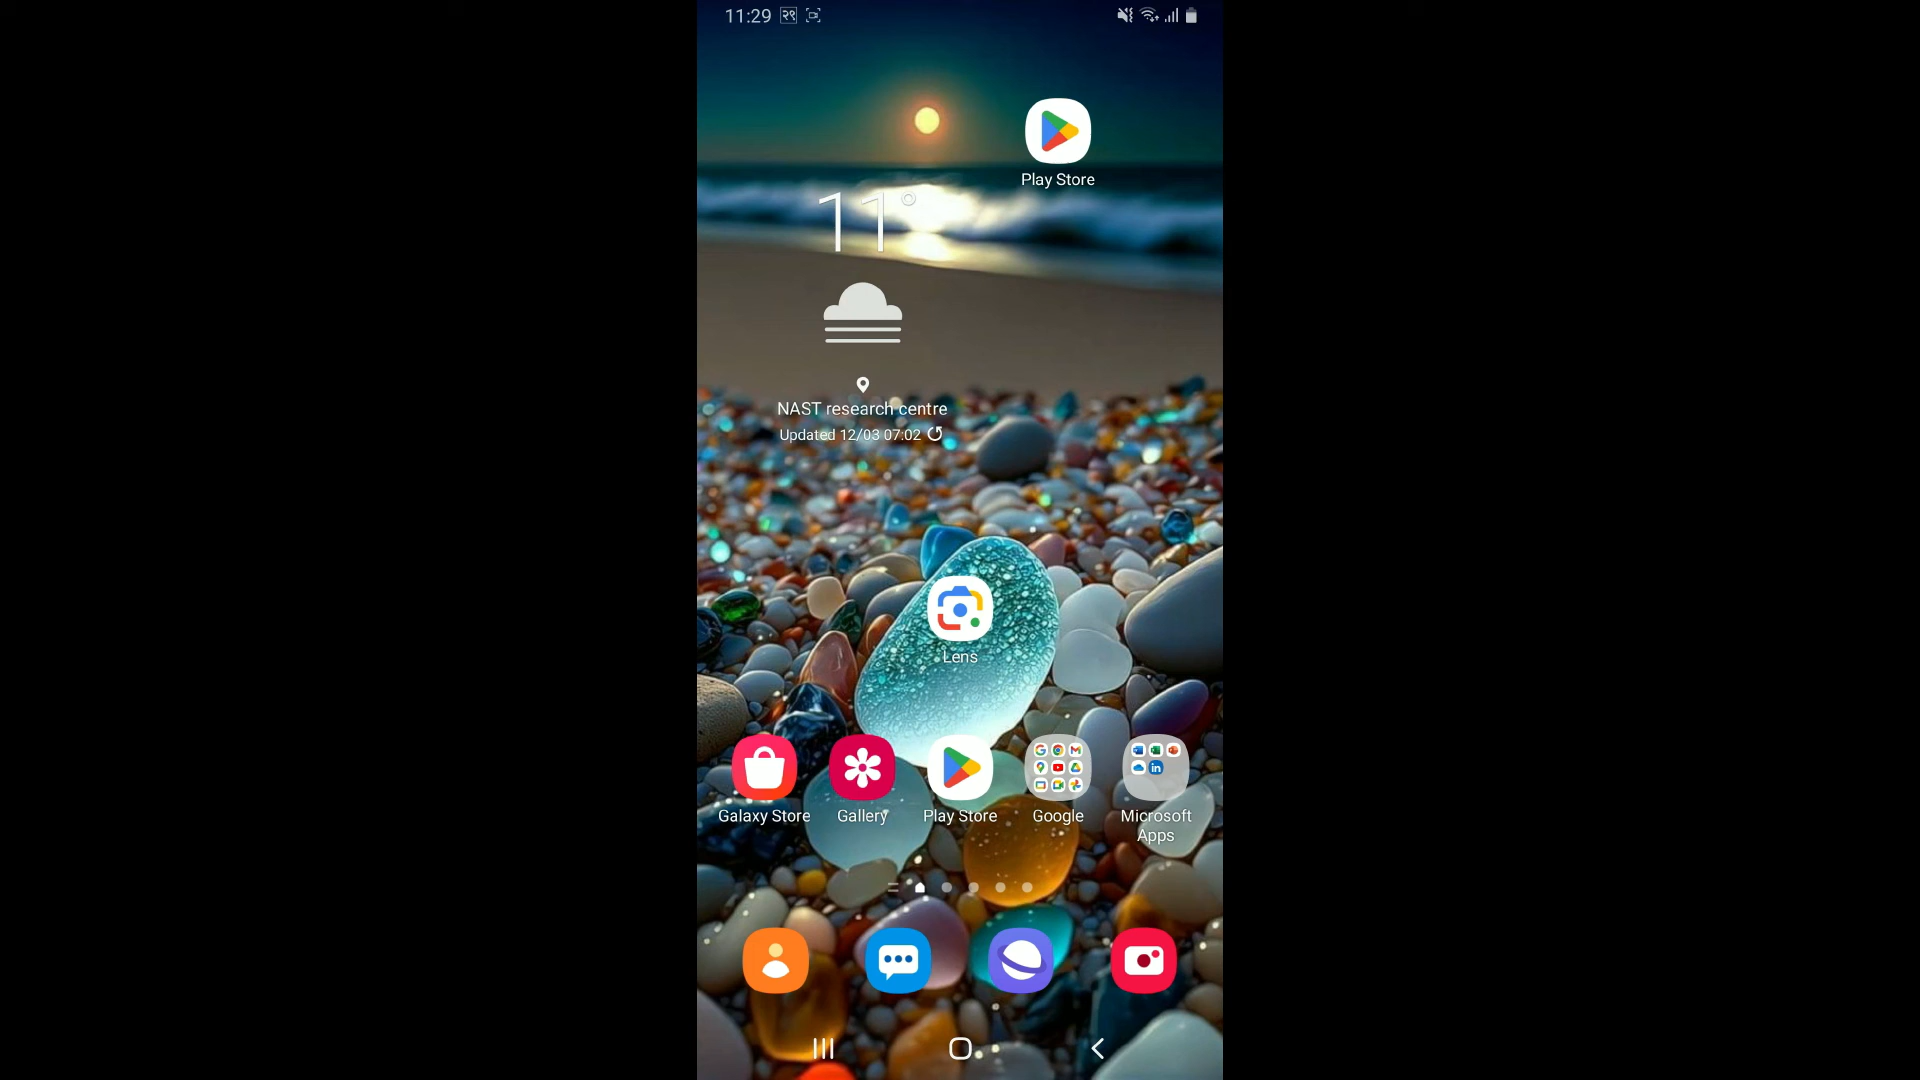 11:29 २९
Play Store
11°
NAST research centre
Updated 12/03 07:02
Lens
Galaxy Store
Gallery
Play Store
Google
Microsoft
Apps